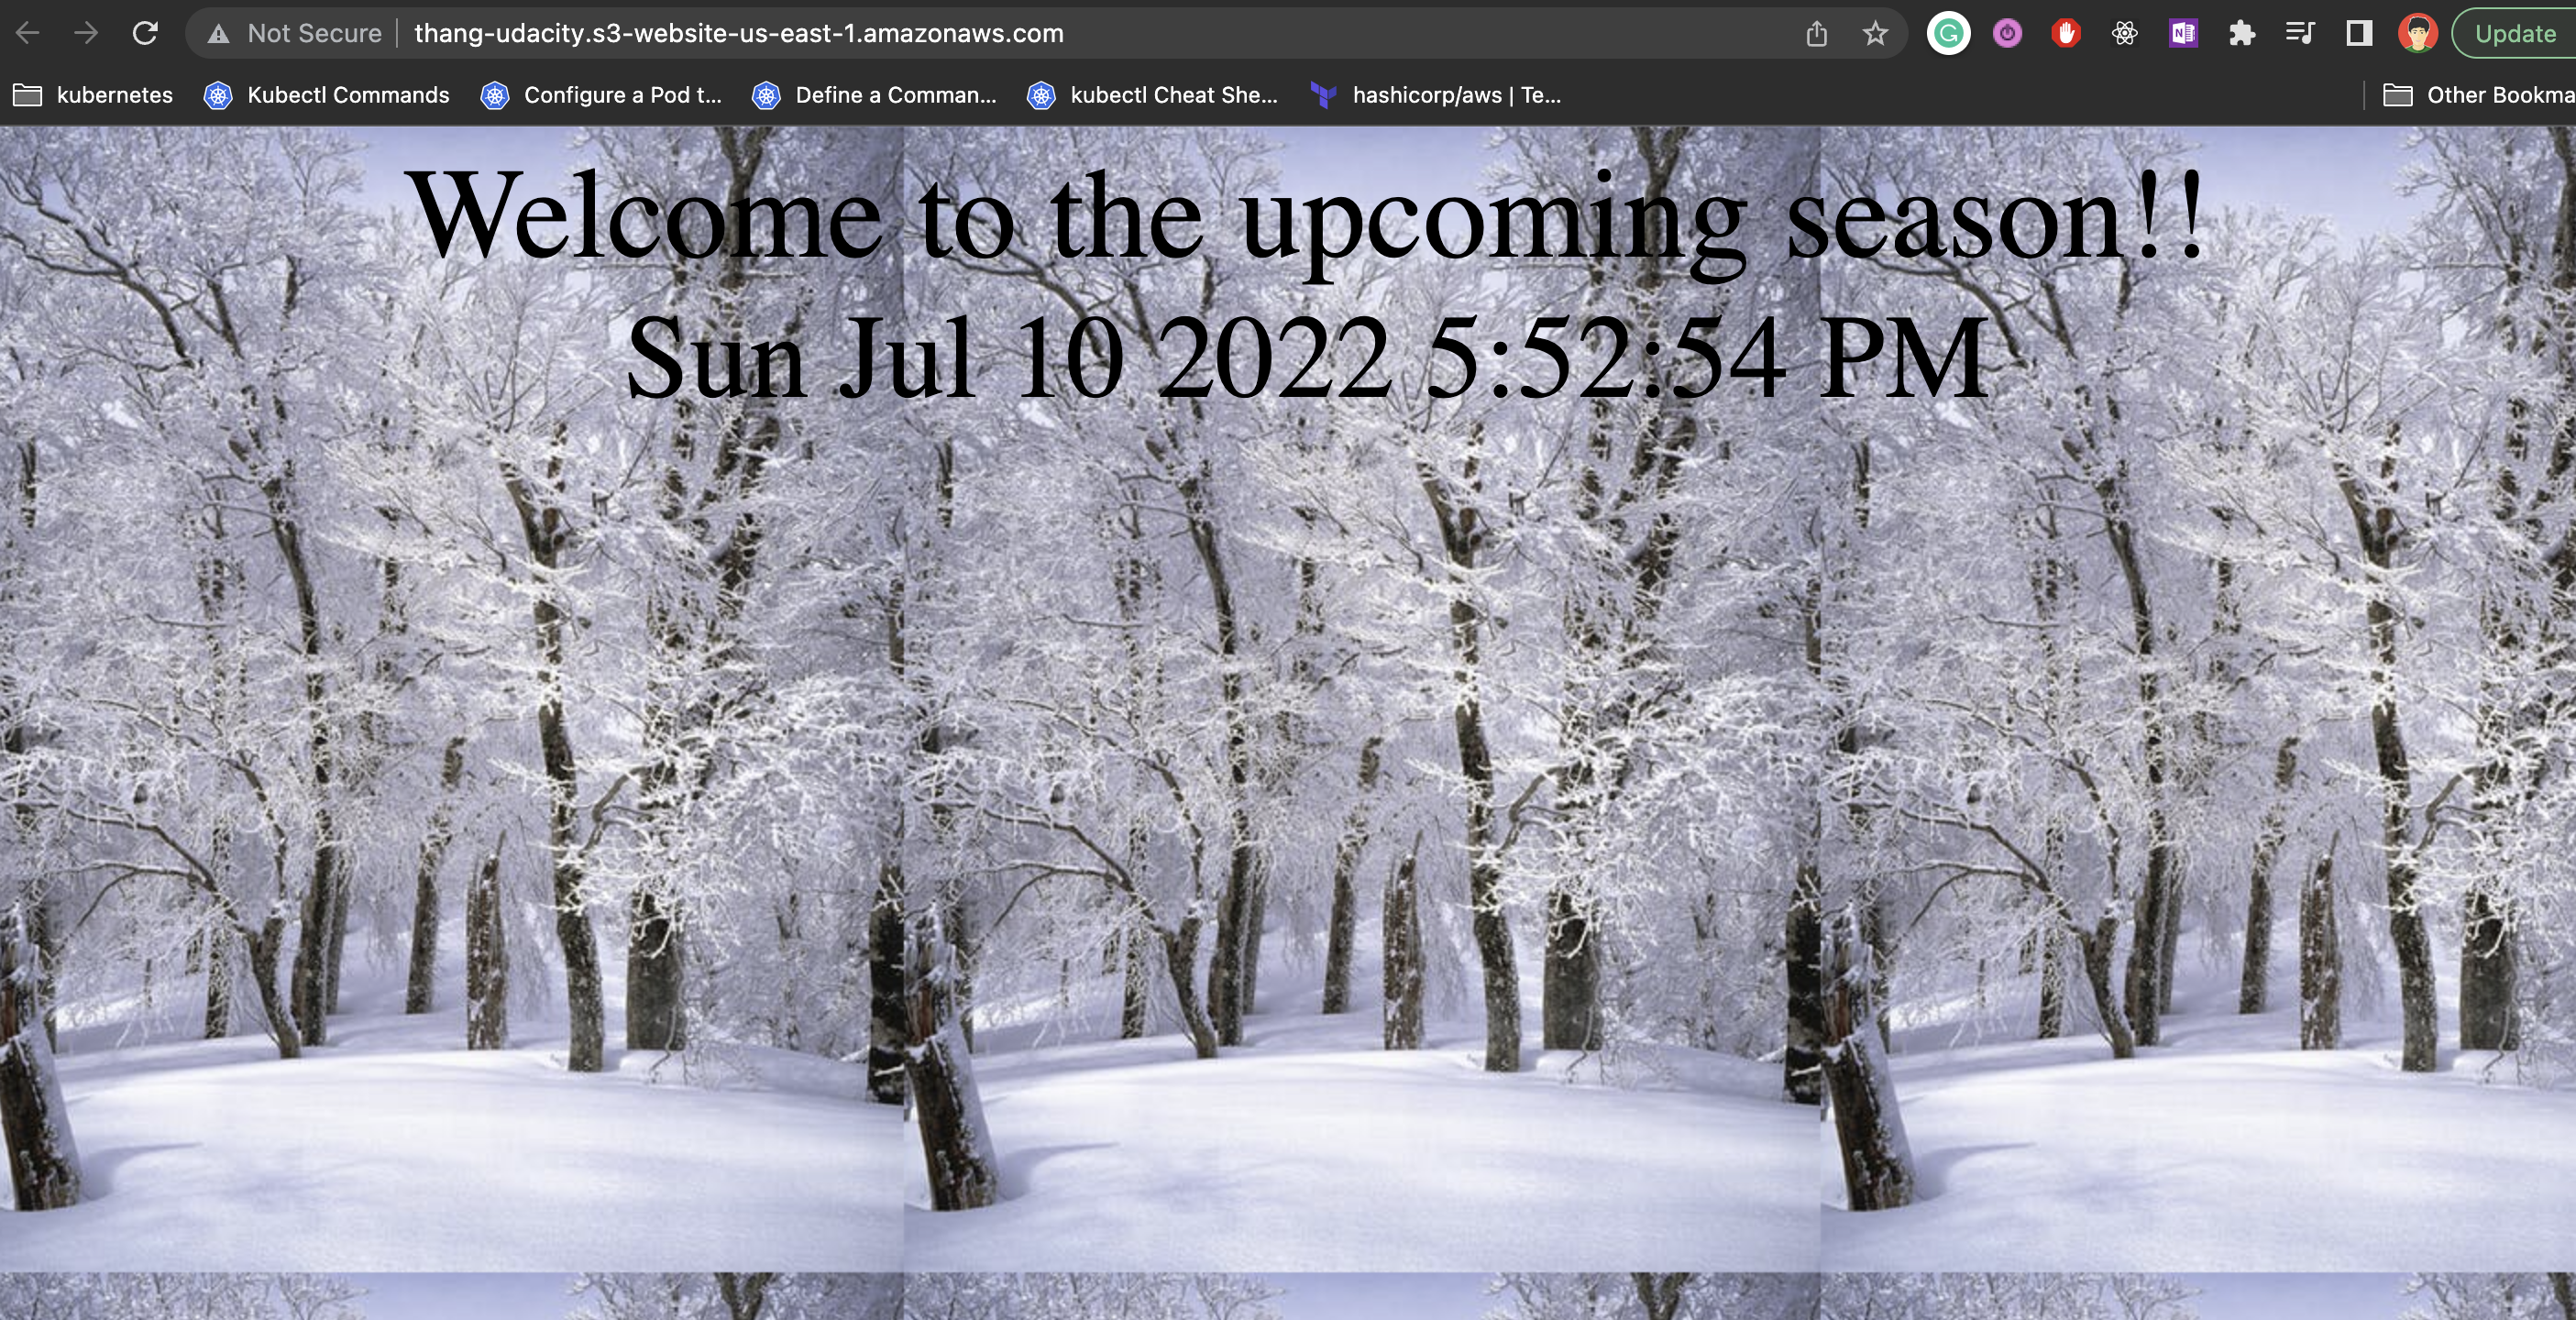 Not Secure thang-udacity.s3-website-us-east-1.amazonaws.com Update
kubernetes Kubectl Commands Configure a Pod t... Define a Comman... kubectl Cheat She... hashicorp/aws | Te... Other Bookma
Welcome to the upcoming season!!
Sun Jul 10 2022 5:52:54 PM